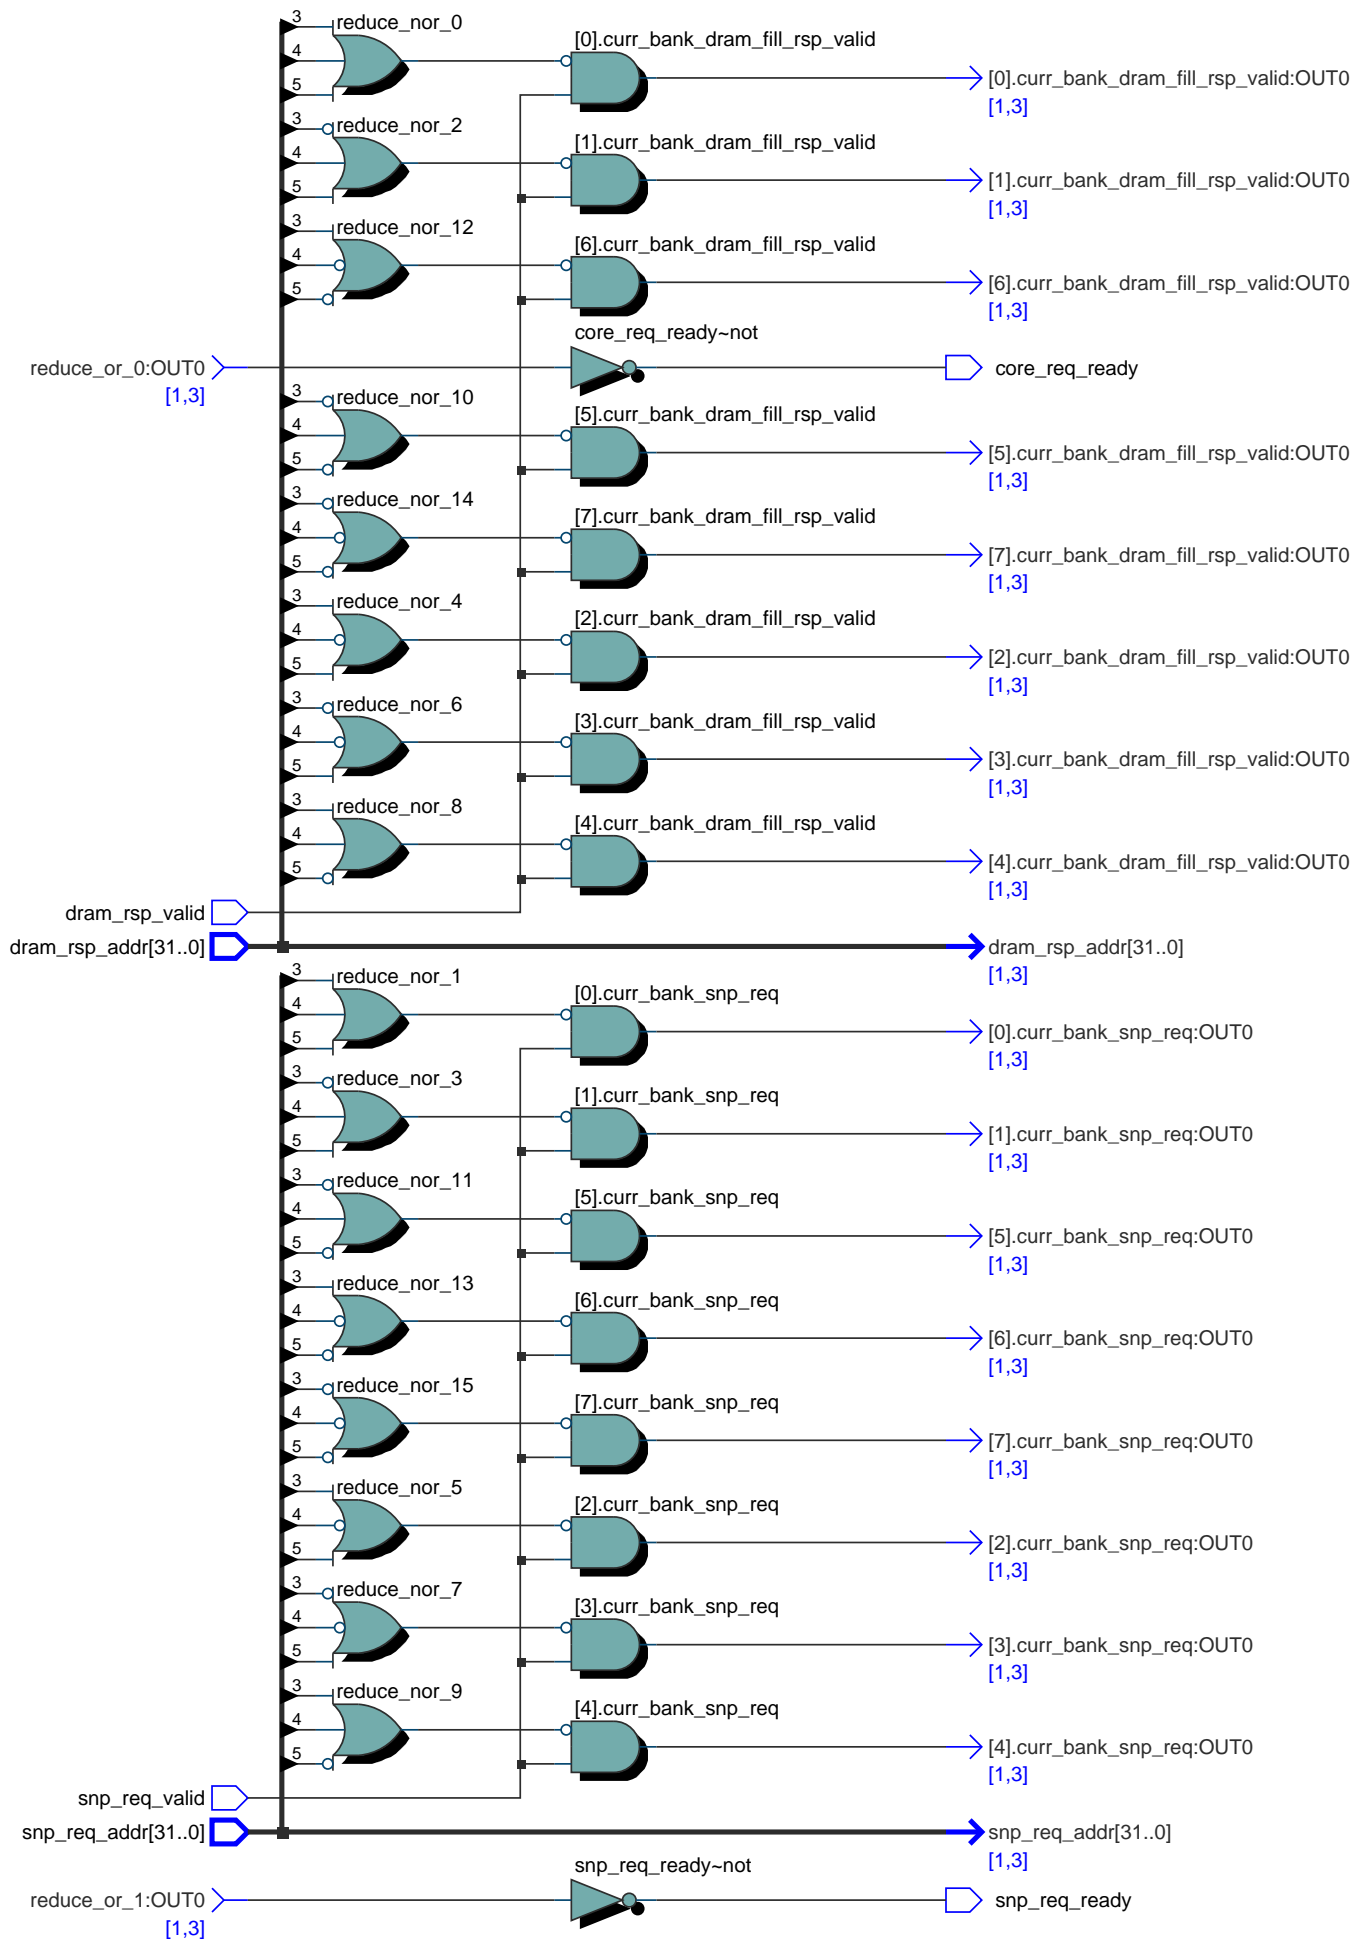 3 reduce_nor_0
[0].curr_bank_dram_fill_rsp_valid
4
[0].curr_bank_dram_fill_rsp_valid:OUT0
5
[1,3]
3 reduce_nor_2
[1].curr_bank_dram_fill_rsp_valid
4
[1].curr_bank_dram_fill_rsp_valid:OUT0
5
[1,3]
3 reduce_nor_12
[6].curr_bank_dram_fill_rsp_valid
4
[6].curr_bank_dram_fill_rsp_valid:OUT0
5
[1,3]
core_req_ready~not
reduce_or_0:OUT0
core_req_ready
[1,3]
3 reduce_nor_10
[5].curr_bank_dram_fill_rsp_valid
4
[5].curr_bank_dram_fill_rsp_valid:OUT0
5
[1,3]
3 reduce_nor_14
[7].curr_bank_dram_fill_rsp_valid
4
[7].curr_bank_dram_fill_rsp_valid:OUT0
5
[1,3]
3 reduce_nor_4
[2].curr_bank_dram_fill_rsp_valid
4
[2].curr_bank_dram_fill_rsp_valid:OUT0
5
[1,3]
3 reduce_nor_6
[3].curr_bank_dram_fill_rsp_valid
4
[3].curr_bank_dram_fill_rsp_valid:OUT0
5
[1,3]
3 reduce_nor_8
[4].curr_bank_dram_fill_rsp_valid
4
[4].curr_bank_dram_fill_rsp_valid:OUT0
5
[1,3]
dram_rsp_valid
dram_rsp_addr[31..0]
dram_rsp_addr[31..0]
[1,3]
3 reduce_nor_1
[0].curr_bank_snp_req
4
[0].curr_bank_snp_req:OUT0
5
[1,3]
3 reduce_nor_3
[1].curr_bank_snp_req
4
[1].curr_bank_snp_req:OUT0
5
[1,3]
3 reduce_nor_11
[5].curr_bank_snp_req
4
[5].curr_bank_snp_req:OUT0
5
[1,3]
3 reduce_nor_13
[6].curr_bank_snp_req
4
[6].curr_bank_snp_req:OUT0
5
[1,3]
3 reduce_nor_15
[7].curr_bank_snp_req
4
[7].curr_bank_snp_req:OUT0
5
[1,3]
3 reduce_nor_5
[2].curr_bank_snp_req
4
[2].curr_bank_snp_req:OUT0
5
[1,3]
3 reduce_nor_7
[3].curr_bank_snp_req
4
[3].curr_bank_snp_req:OUT0
5
[1,3]
3 reduce_nor_9
[4].curr_bank_snp_req
4
[4].curr_bank_snp_req:OUT0
5
[1,3]
snp_req_valid
snp_req_addr[31..0]
snp_req_addr[31..0]
[1,3]
snp_req_ready~not
reduce_or_1:OUT0
snp_req_ready
[1,3]